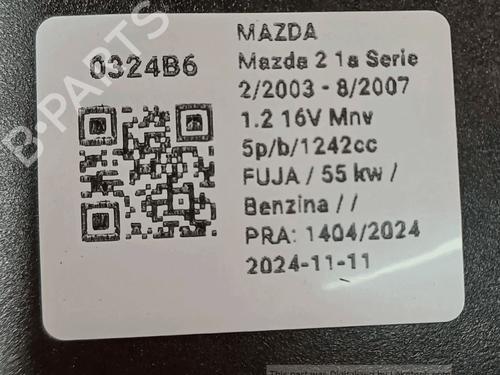 MAZDA
0324B6
Mazda 2 1a Serie
2/2003 - 8/2007
1.2 16V Mnv
5p/b/1242cc
FUJA / 55 kw /
Benzina / /
PRA: 1404/2024
2024-11-11
B-PARTS